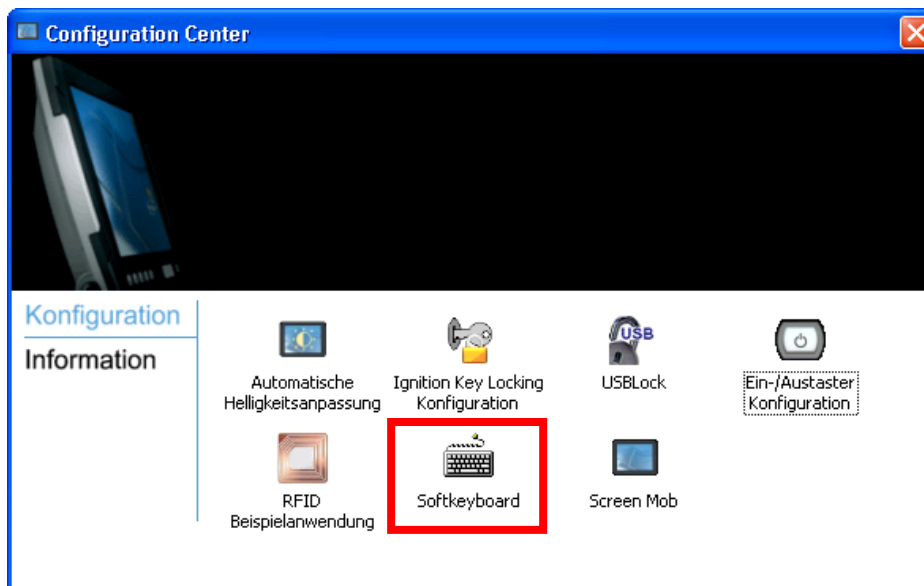 Configuration Center
Konfiguration
Information
Automatische
Helligkeitsanpassung
Ignition Key Locking
Konfiguration
USB
USBLock
Ein-/Austaster
Konfiguration
RFID
Beispielanwendung
Softkeyboard
Screen Mob